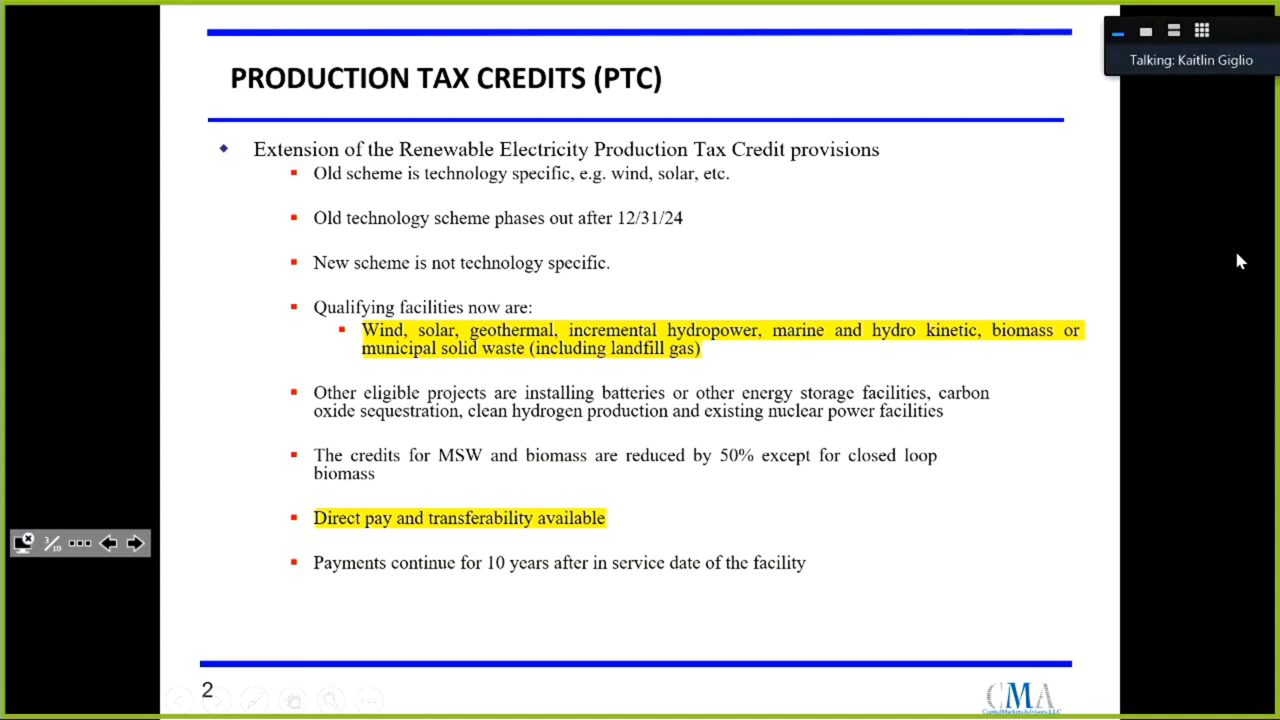 Talking: Kaitlin Giglio
PRODUCTION TAX CREDITS (PTC)
Extension of the Renewable Electricity Production Tax Credit provisions
Old scheme is technology specific, e.g. wind, solar, etc.
Old technology scheme phases out after 12/31/24
New scheme is not technology specific.
Qualifying facilities now are:
Wind, solar, geothermal, incremental hydropower, marine and hydro kinetic, biomass or
municipal solid waste (including landfill gas)
Other eligible projects are installing batteries or other energy storage facilities, carbon
oxide sequestration, clean hydrogen production and existing nuclear power facilities
The credits for MSW and biomass are reduced by 50% except for closed loop
biomass
Direct pay and transferability available
3/10
Payments continue for 10 years after in service date of the facility
2
CMA
Capital Markets Advisors, LLC